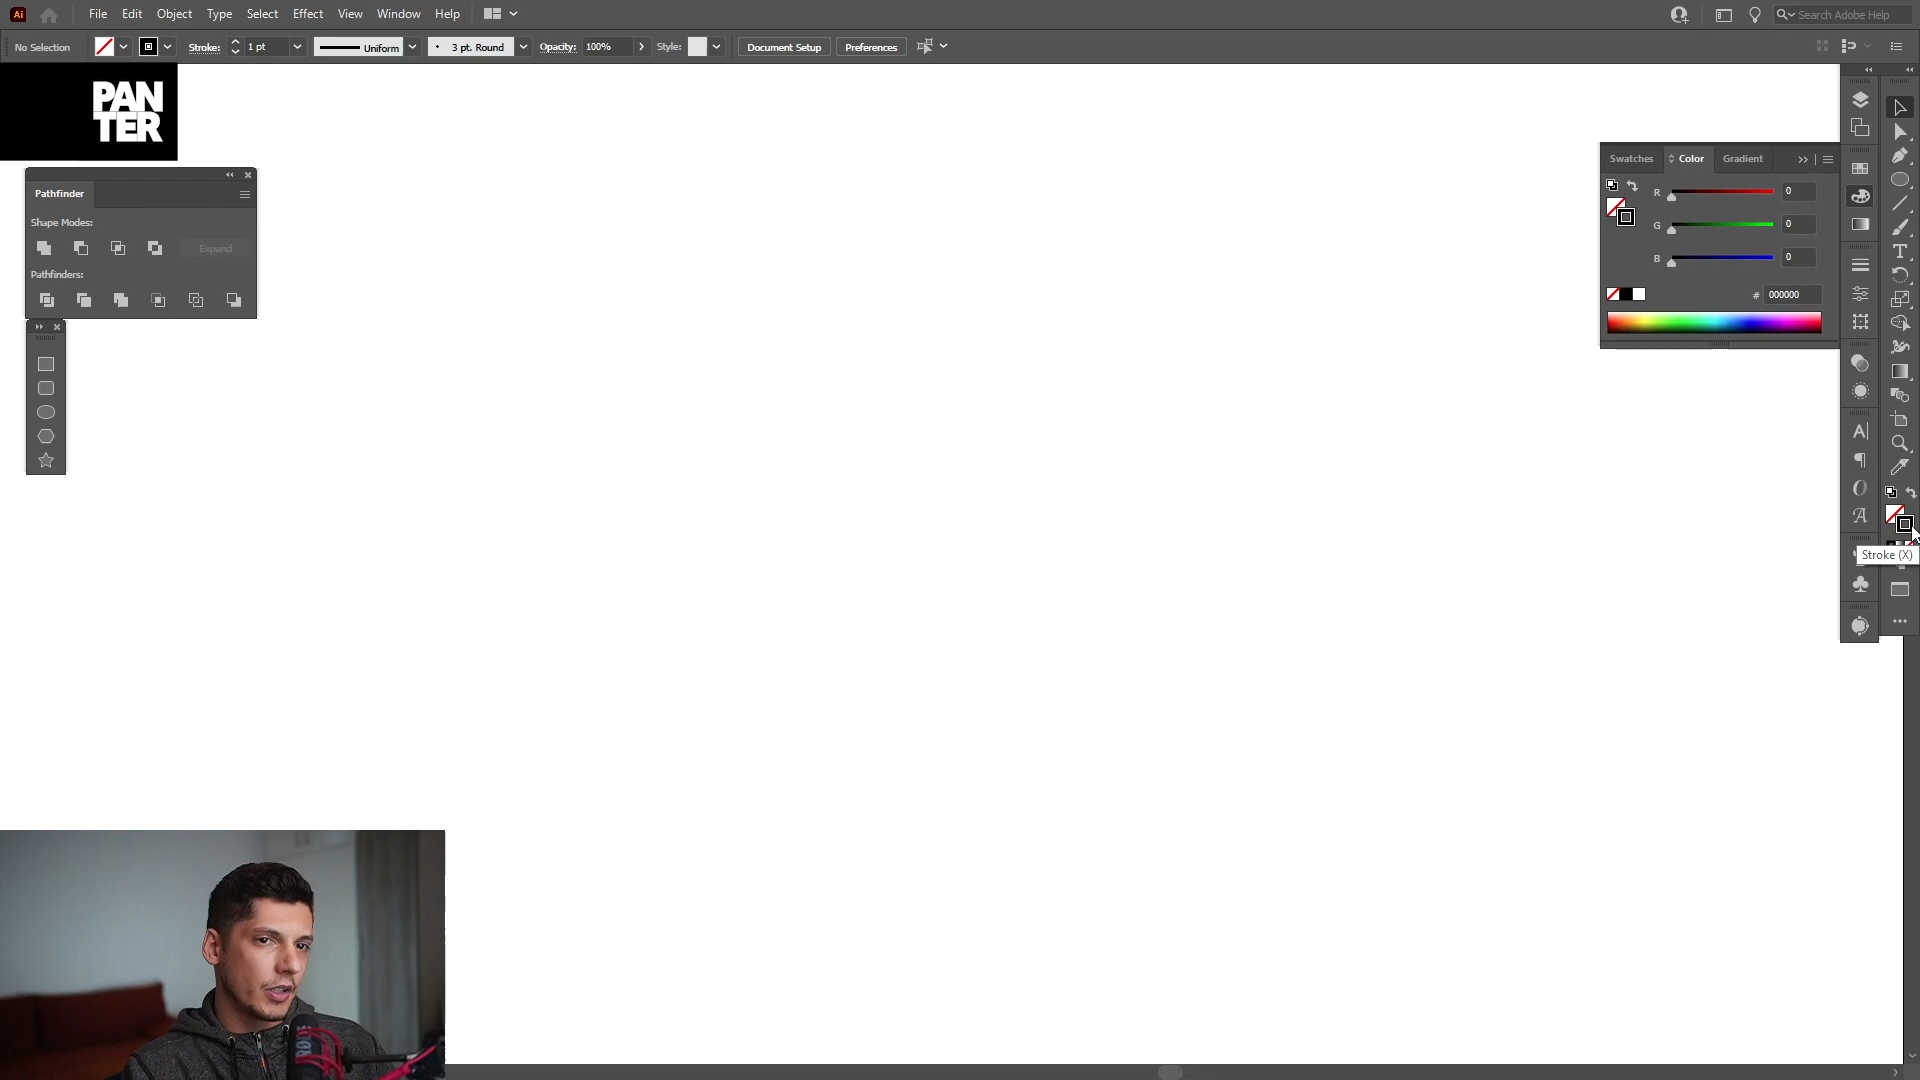 Ai File Edit Object Type Select Effect View Window Help Search Adobe Help
No Selection Stroke: 1 pt Uniform 3 pt. Round Opacity: 100% Style: Document Setup Preferences
PAN
TER
Pathfinder
Shape Modes:
Expand
Pathfinders:
Swatches Color Gradient
R 0
G 0
B 0
# 000000
Stroke (X)
RØDE